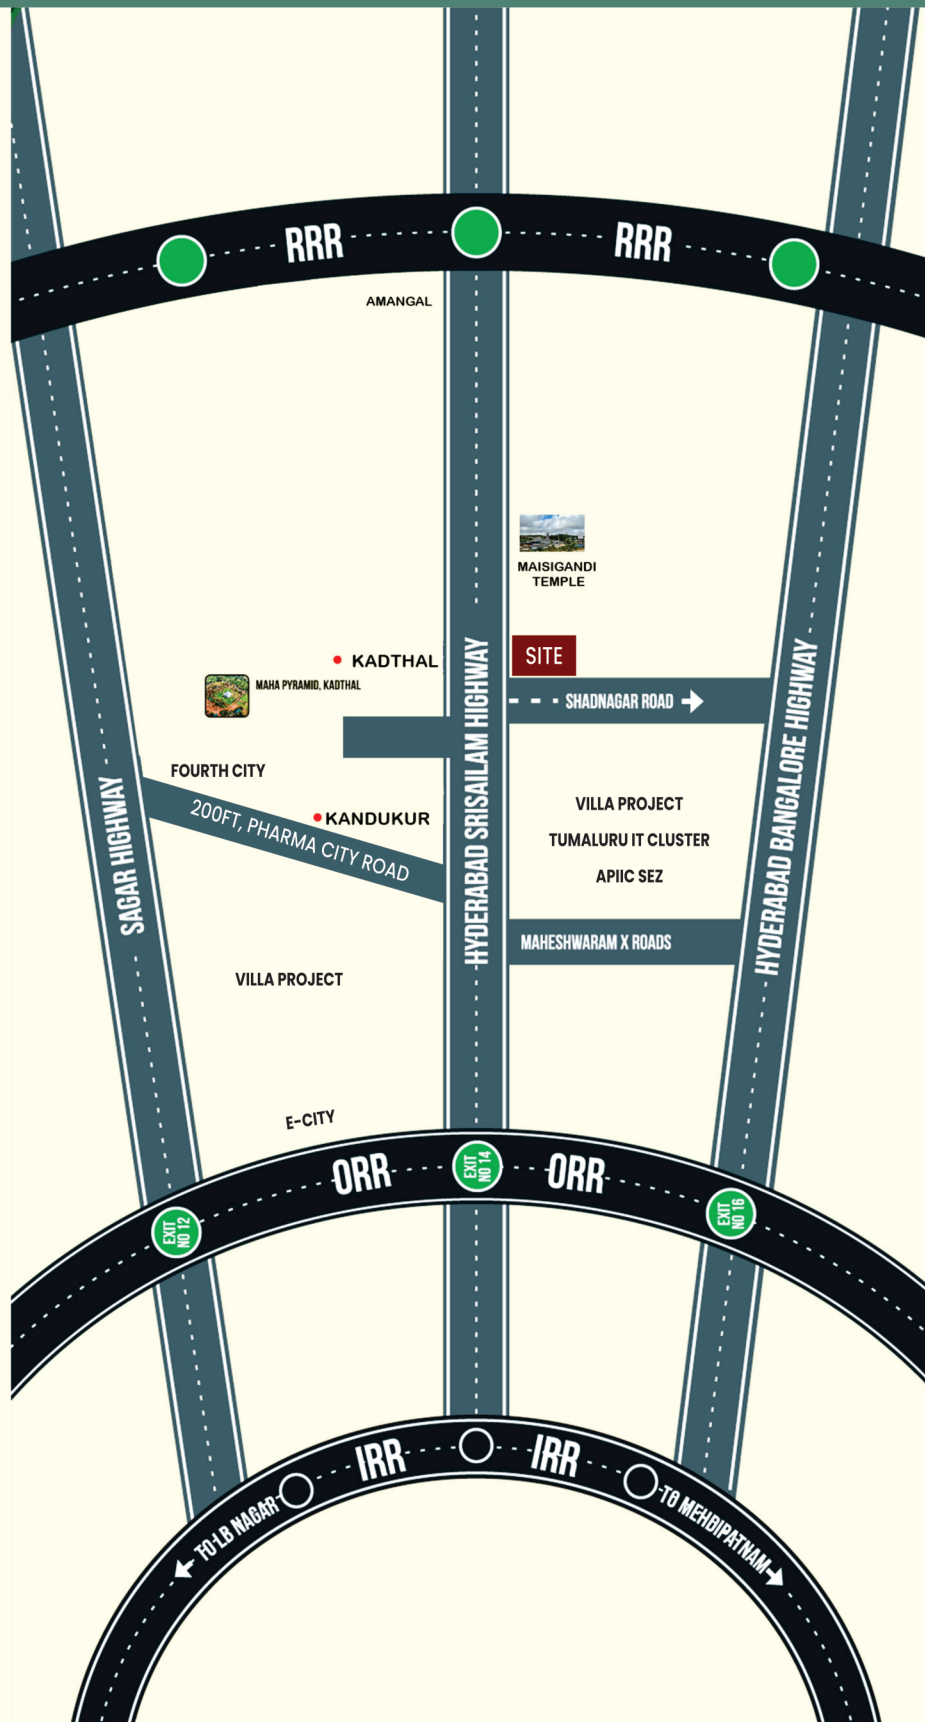 RRR
RRR
AMANGAL
MAISIGANDI
TEMPLE
SITE
KADTHAL
MAHA PYRAMID, KADTHAL
SHADNAGAR ROAD
HYDERABAD SRISAILAM HIGHWAY
HYDERABAD BANGALORE HIGHWAY
SAGAR HIGHWAY
FOURTH CITY
200FT, PHARMA CITY ROAD
KANDUKUR
VILLA PROJECT
TUMALURU IT CLUSTER
APIIC SEZ
MAHESHWARAM X ROADS
VILLA PROJECT
E-CITY
ORR
EXIT
NO 14
ORR
EXIT
NO 12
EXIT
NO 16
IRR
IRR
TO LB NAGAR
TO MEHDIPATNAM